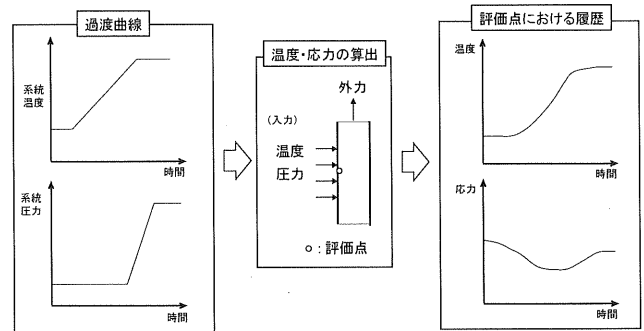 過渡曲線
系統
温度
時間
系統
圧力
時間
温度・応力の算出
外力
(入力)
温度
圧力
○:評価点
評価点における履歴
温度
時間
応力
時間